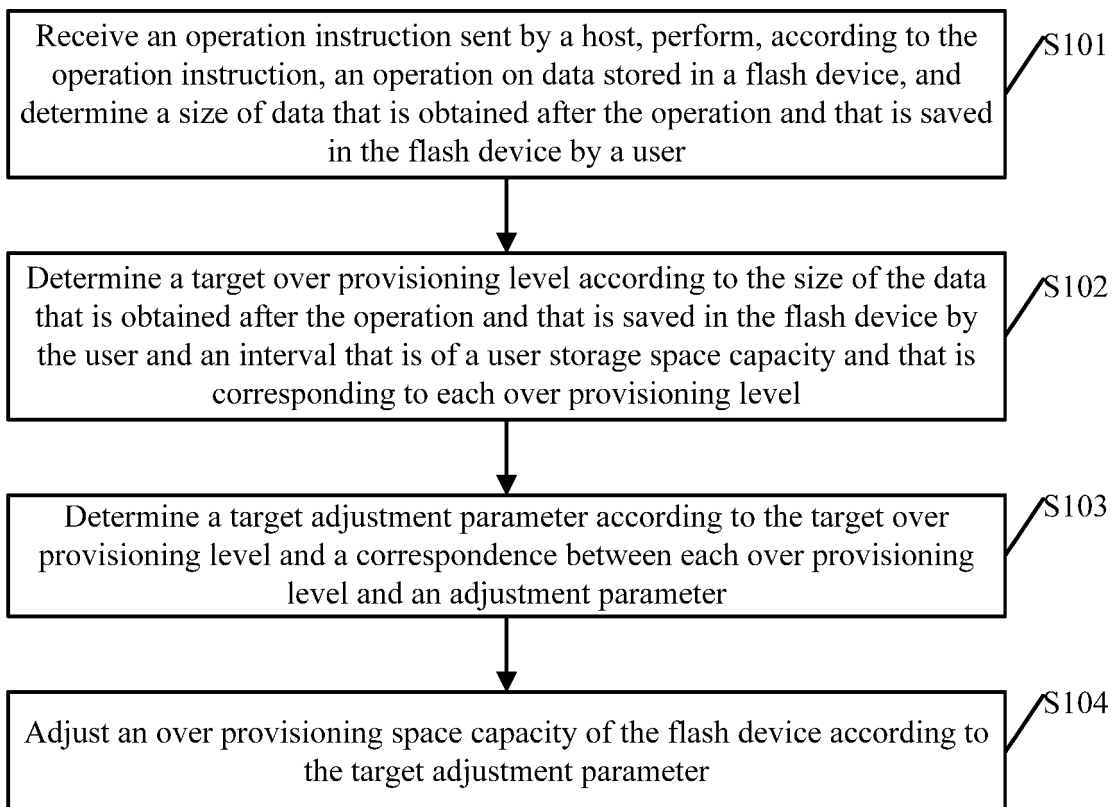 Receive an operation instruction sent by a host, perform, according to the
operation instruction, an operation on data stored in a flash device, and
determine a size of data that is obtained after the operation and that is saved
in the flash device by a user
S101
Determine a target over provisioning level according to the size of the data
that is obtained after the operation and that is saved in the flash device by
the user and an interval that is of a user storage space capacity and that is
corresponding to each over provisioning level
S102
Determine a target adjustment parameter according to the target over
provisioning level and a correspondence between each over provisioning
level and an adjustment parameter
S103
Adjust an over provisioning space capacity of the flash device according to
the target adjustment parameter
S104